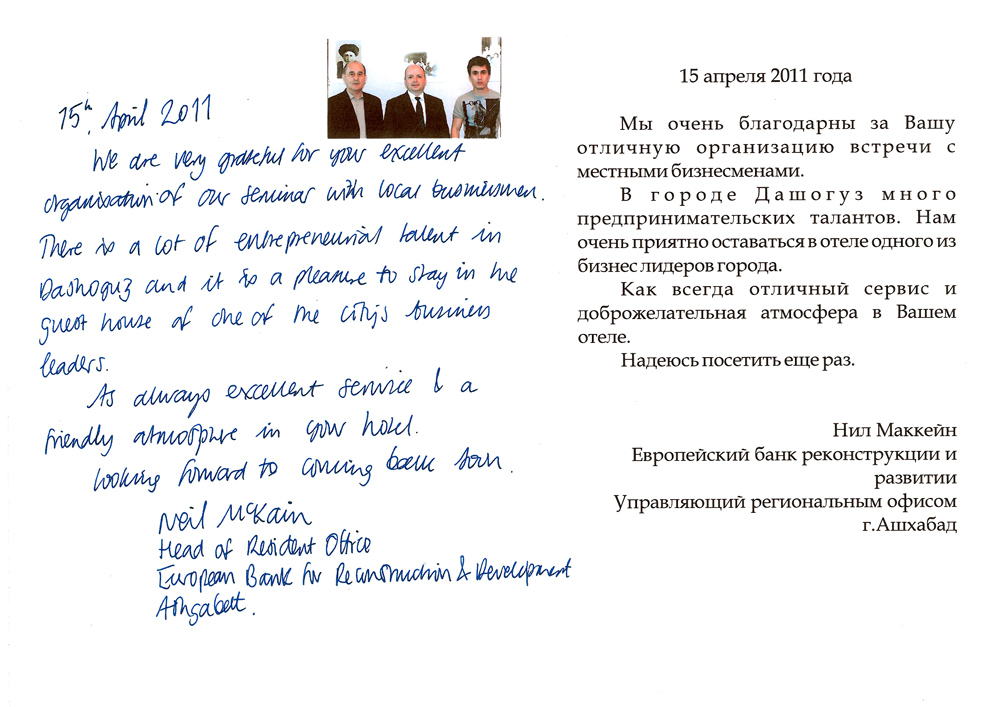 15th April 2011
We are very grateful for your excellent
organisation of our seminar with local businessmen.
There is a lot of entrepreneurial talent in
Dashoguz and it is a pleasure to stay in the
guest house of one of the city's business
leaders.
As always excellent service & a
friendly atmosphere in your hotel.
Looking forward to coming back soon.
Neil McKain
Head of Resident Office
European Bank for Reconstruction & Development
Ashgabatt.
15 апреля 2011 года
Мы очень благодарны за Вашу
отличную организацию встречи с
местными бизнесменами.
В городе Дашогуз много
предпринимательских талантов. Нам
очень приятно оставаться в отеле одного из
бизнес лидеров города.
Как всегда отличный сервис и
доброжелательная атмосфера в Вашем
отеле.
Надеюсь посетить еще раз.
Нил Маккейн
Европейский банк реконструкции и
развитии
Управляющий региональным офисом
г.Ашхабад